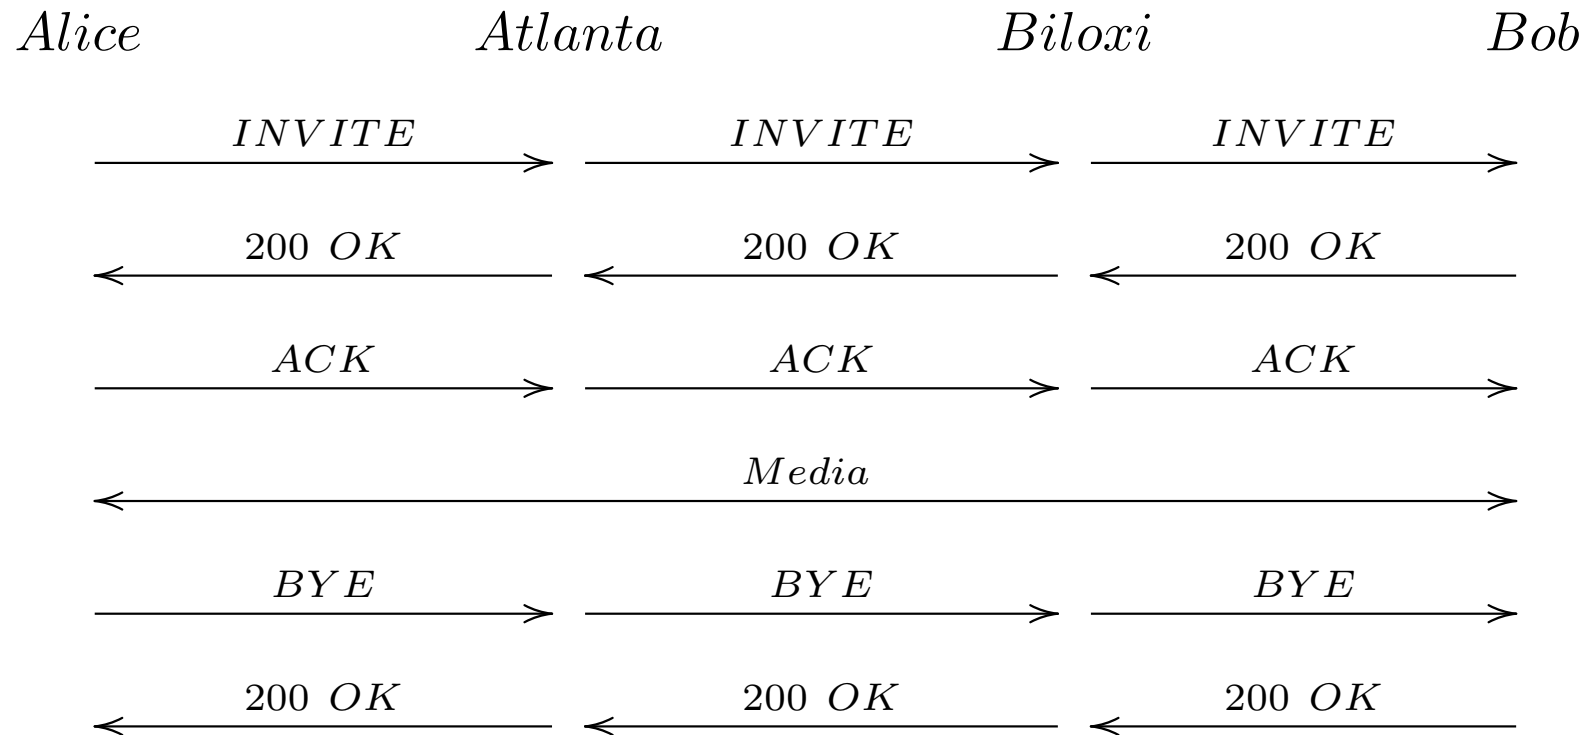 Alice Atlanta Biloxi Bob
INVITE INVITE INVITE
200 OK 200 OK 200 OK
ACK ACK ACK
Media
BYE BYE BYE
200 OK 200 OK 200 OK